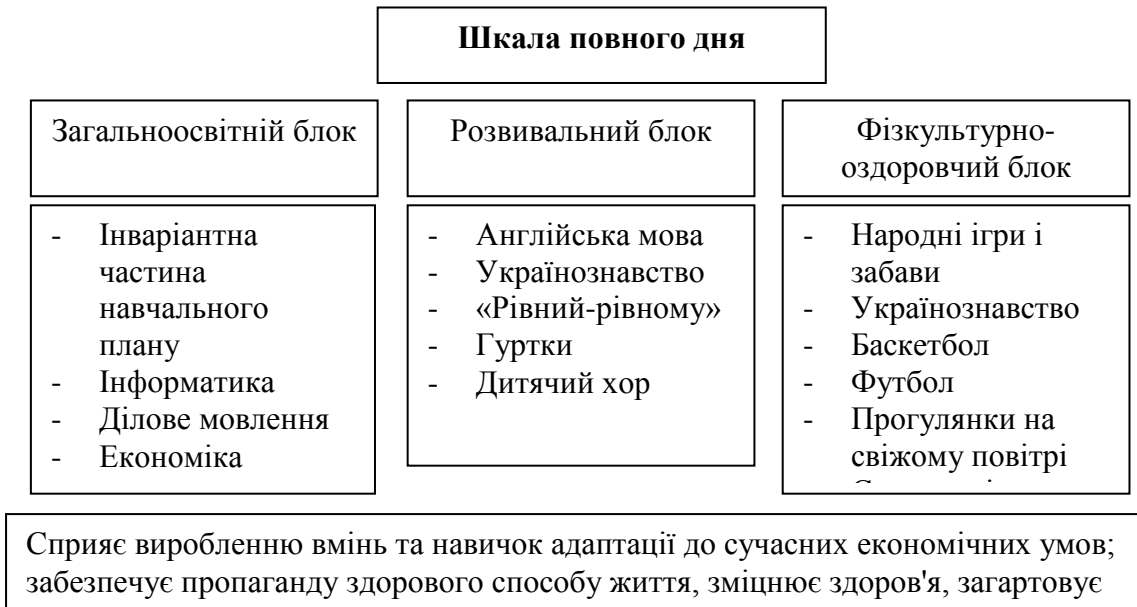 Шкала повного дня
Загальноосвітній блок
Розвивальний блок
Фізкультурно-
оздоровчий блок
- Інваріантна
частина
навчального
плану
- Інформатика
- Ділове мовлення
- Економіка
- Англійська мова
- Українознавство
- «Рівний-рівному»
- Гуртки
- Дитячий хор
- Народні ігри і
забави
- Українознавство
- Баскетбол
- Футбол
- Прогулянки на
свіжому повітрі
Сприяє виробленню вмінь та навичок адаптації до сучасних економічних умов;
забезпечує пропаганду здорового способу життя, зміцнює здоров'я, загартовує